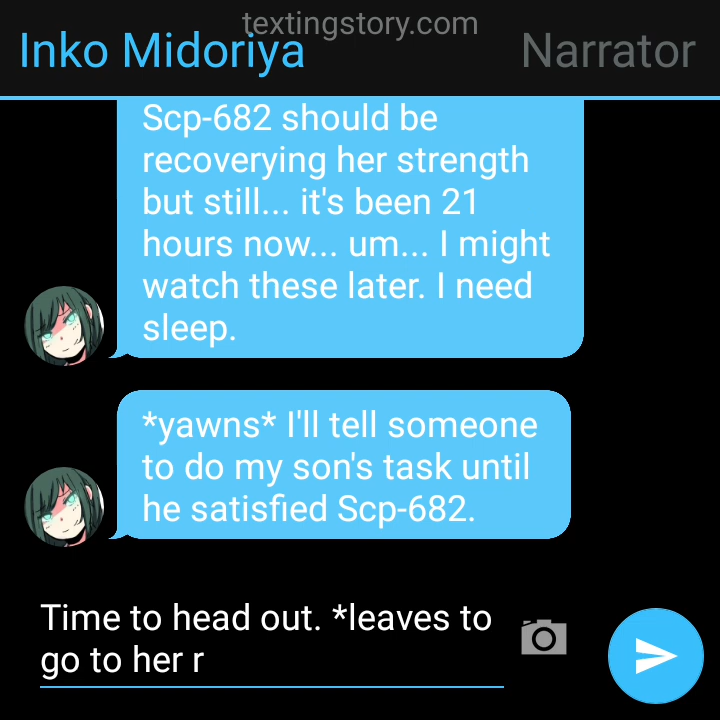 textingstory.com
Inko Midoriya
Narrator
Scp-682 should be
recoverying her strength
but still... it's been 21
hours now... um... I might
watch these later. I need
sleep.
*yawns* I'll tell someone
to do my son's task until
he satisfied Scp-682.
Time to head out. *leaves to
go to her r